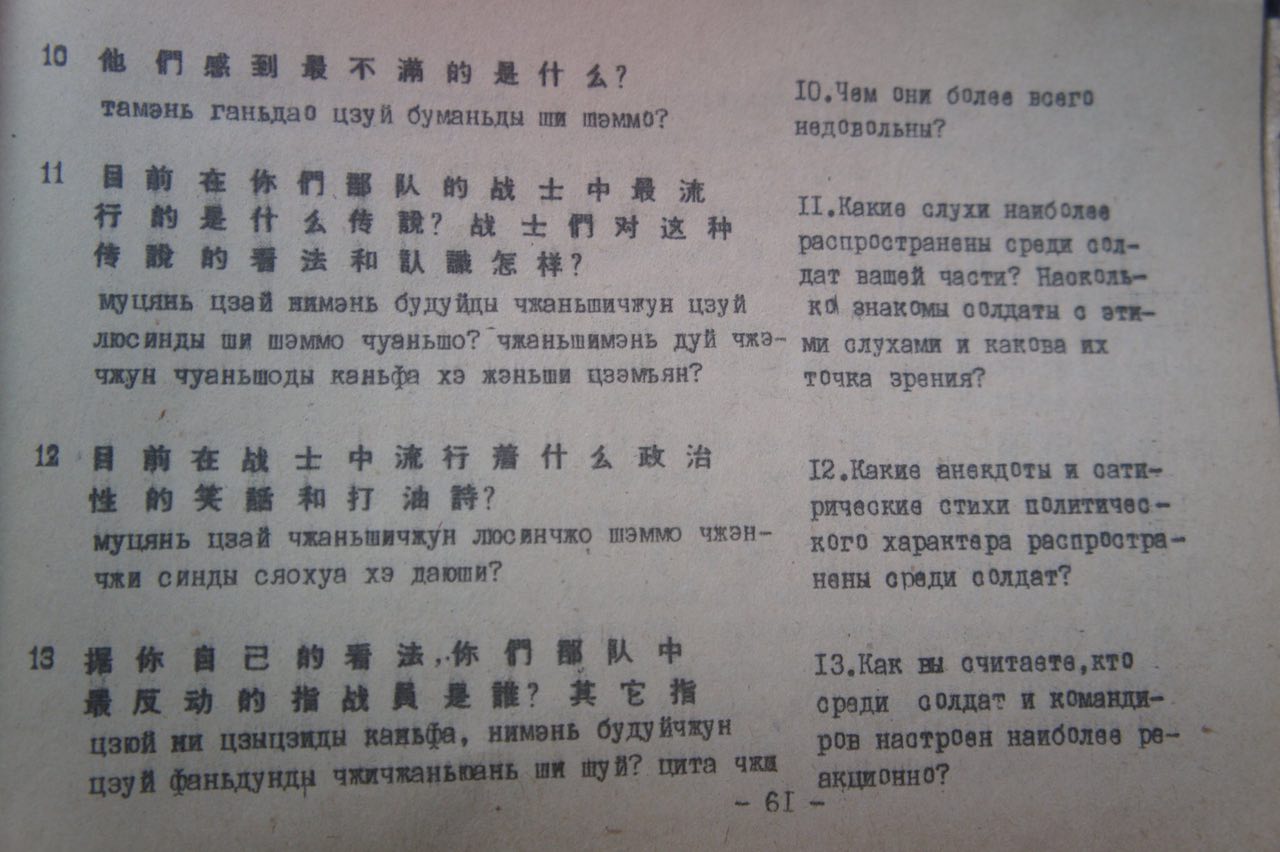 10 他們感到最不滿的是什么?
тамэнь ганьдао цзуй буманьды ши шэммо?
10.Чем они более всего
недовольны?
11 目前在你們部队的战士中最流
行的是什么传說? 战士們对这种
传說的看法和認識怎样?
муцянь цзай нимэнь будуйды чжаньшичжун цзуй
люсинды ши шэммо чуаньшо? чжаньшимэнь дуй чжэ-
чжун чуаньшоды каньфа хэ жэньши цзэмъян?
II.Какие слухи наиболее
распространены среди сол-
дат вашей части? Насколь-
ко знакомы солдаты с эти-
ми слухами и какова их
точка зрения?
12 目前在战士中流行着什么政治
性的笑話和打油詩?
муцянь цзай чжаньшичжун люсинчжо шэммо чжэн-
чжи синды сяохуа хэ даюши?
I2.Какие анекдоты и сати-
рические стихи политичес-
кого характера распростра-
нены среди солдат?
13 据你自己的看法,你們部队中
最反动的指战員是誰? 其它指
цзюй ни цзыцзиды каньфа, нимэнь будуйчжун
цзуй фаньдунды чжичжаньюань ши шуй? цита чжи
I3.Как вы считаете,кто
среди солдат и команди-
ров настроен наиболее ре-
акционно?
- 6I -